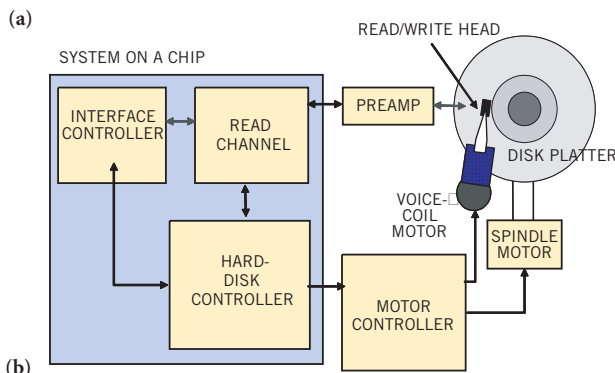 (a)
SYSTEM ON A CHIP
READ/WRITE HEAD
INTERFACE
CONTROLLER
READ
CHANNEL
PREAMP
DISK PLATTER
VOICE-
COIL
MOTOR
SPINDLE
MOTOR
HARD-
DISK
CONTROLLER
MOTOR
CONTROLLER
(b)